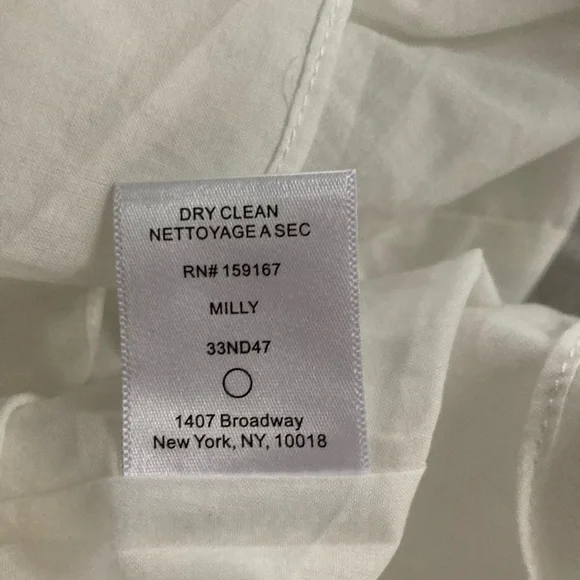 DRY CLEAN
NETTOYAGE A SEC
RN# 159167
MILLY
33ND47
1407 Broadway
New York, NY, 10018